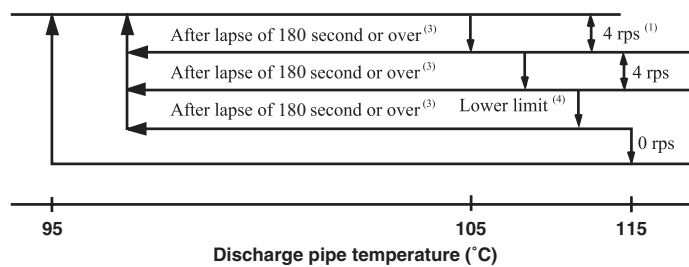 After lapse of 180 second or over (3) 4 rps (1)
After lapse of 180 second or over (3) 4 rps
After lapse of 180 second or over (3) Lower limit (4)
0 rps
95 105 115
Discharge pipe temperature (˚C)